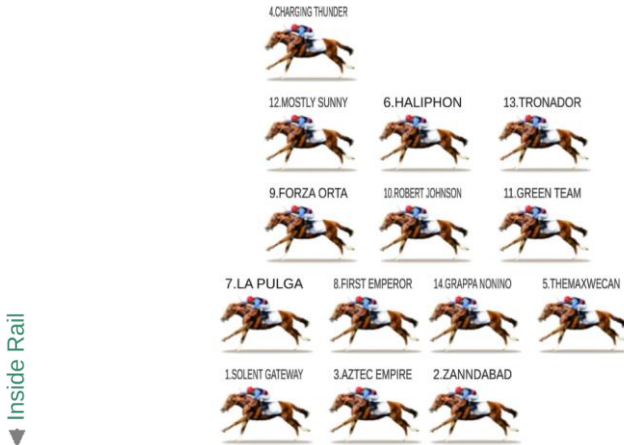 4.CHARGING THUNDER
12.MOSTLY SUNNY 6.HALIPHON 13.TRONADOR
9.FORZA ORTA 10.ROBERT JOHNSON 11.GREEN TEAM
7.LA PULGA 8.FIRST EMPEROR 14.GRAPPA NONINO 5.THEMAXWECAN
1.SOLENT GATEWAY 3.AZTEC EMPIRE 2.ZANNDABAD
Inside Rail